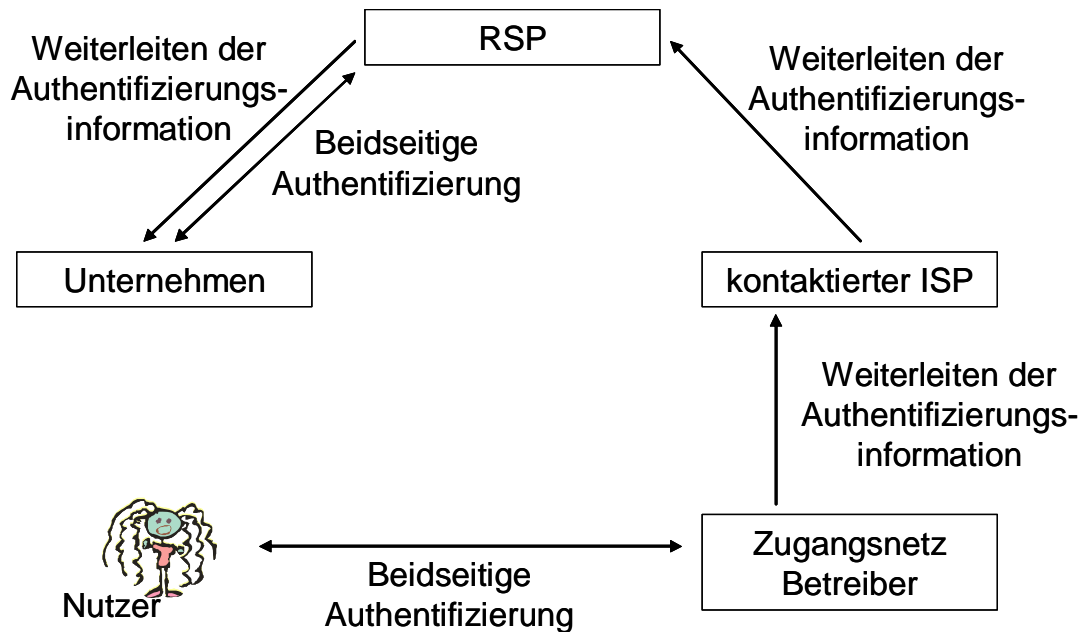 RSP
Weiterleiten der
Authentifizierungs-
information
Weiterleiten der
Authentifizierungs-
information
Beidseitige
Authentifizierung
Unternehmen
kontaktierter ISP
Weiterleiten der
Authentifizierungs-
information
Zugangsnetz
Betreiber
Beidseitige
Authentifizierung
Nutzer